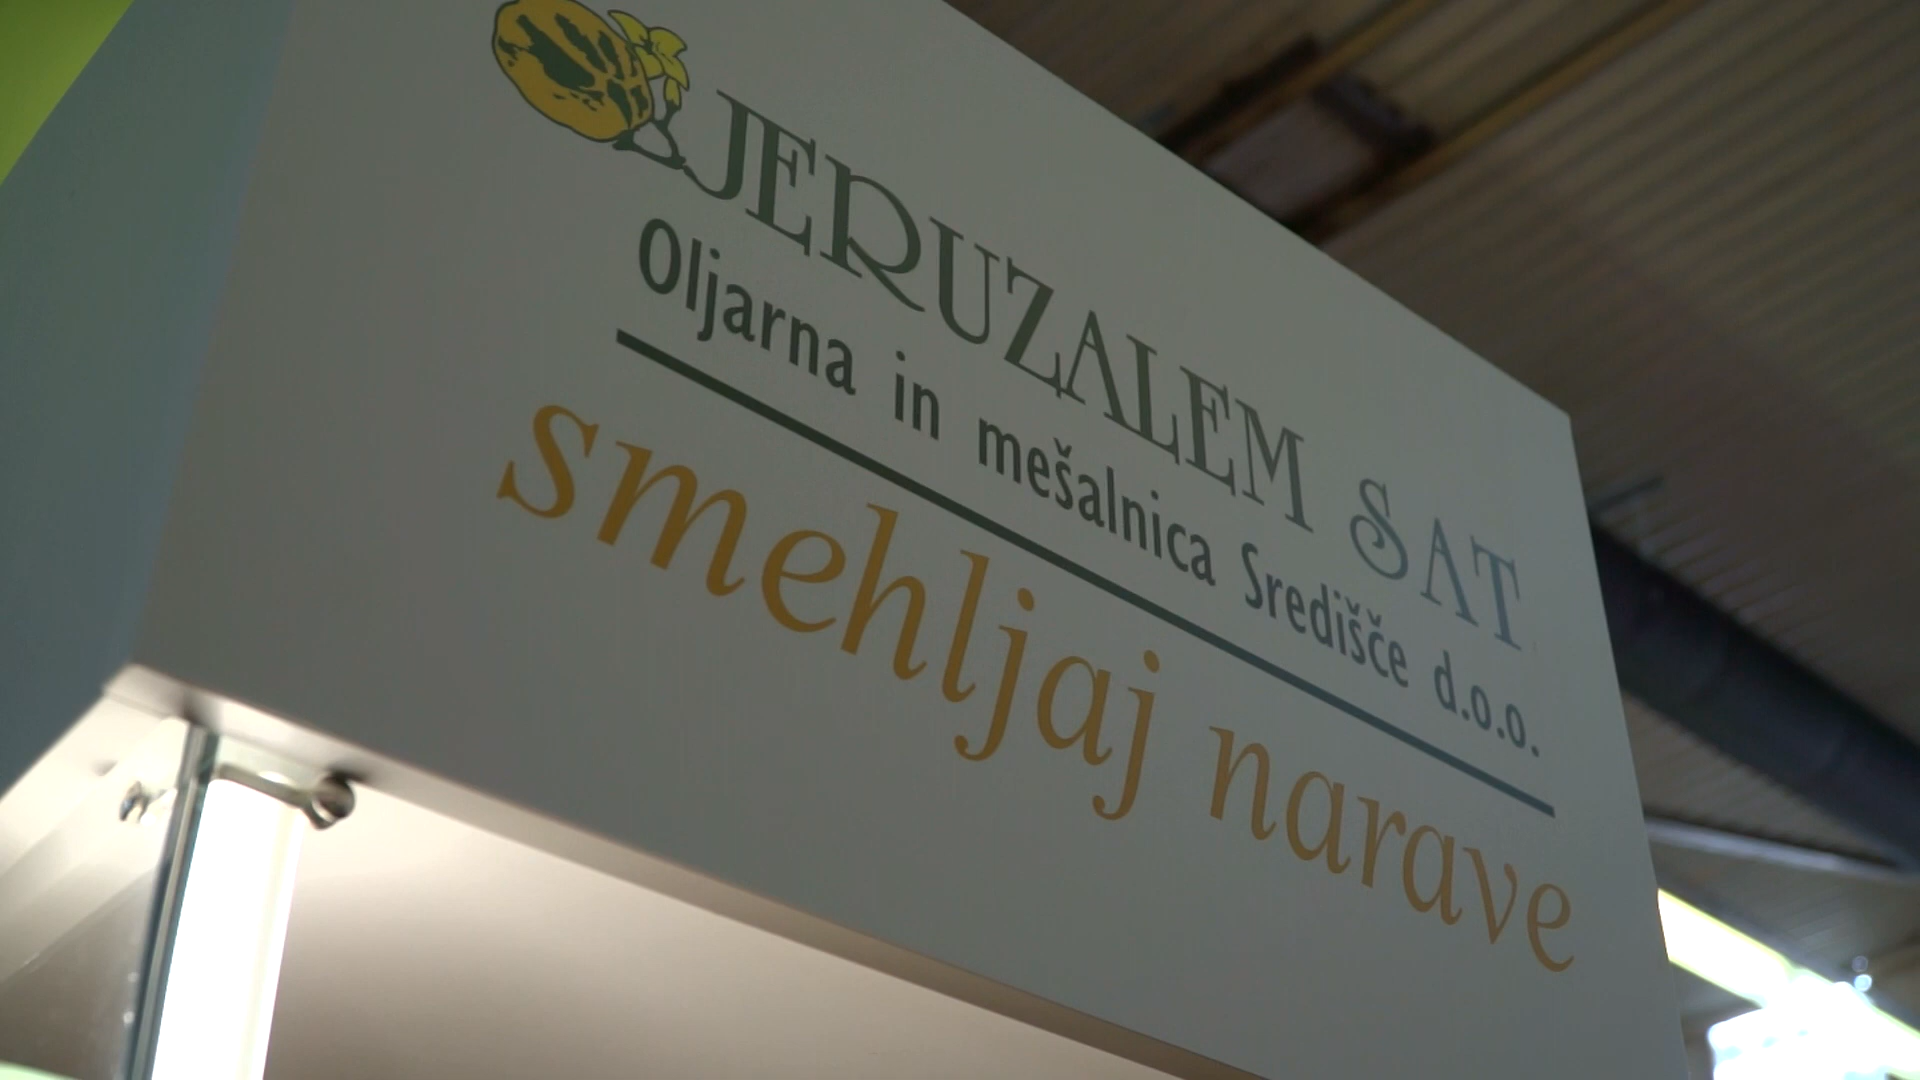 JERUZALEM SAT
Oljarna in mešalnica Središče d.o.o.
smehljaj narave